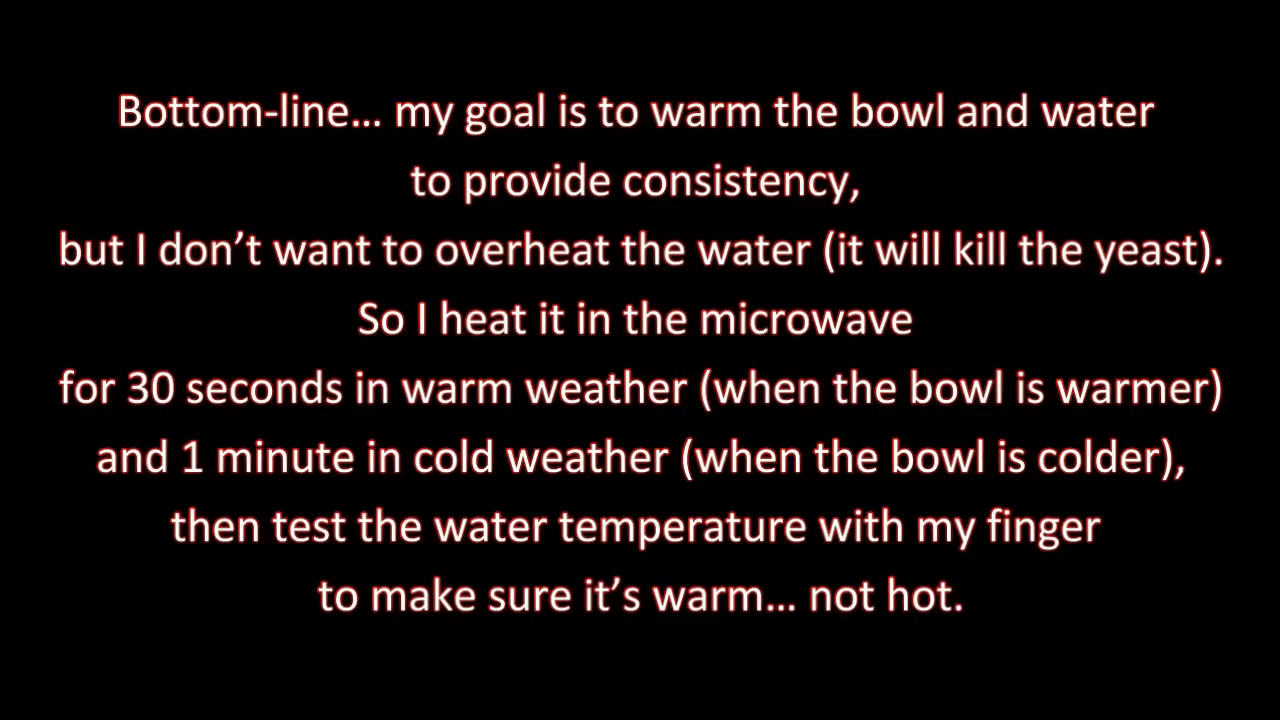 Bottom-line… my goal is to warm the bowl and water
to provide consistency,
but I don’t want to overheat the water (it will kill the yeast).
So I heat it in the microwave
for 30 seconds in warm weather (when the bowl is warmer)
and 1 minute in cold weather (when the bowl is colder),
then test the water temperature with my finger
to make sure it’s warm… not hot.